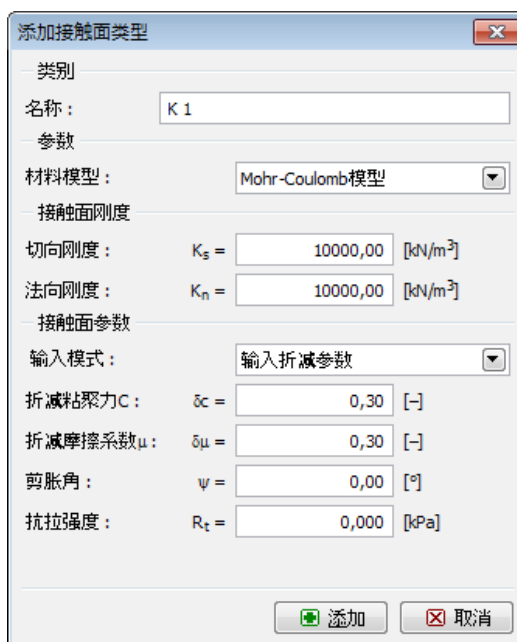 添加接触面类型
类别
名称： K 1
参数
材料模型： Mohr-Coulomb模型
接触面刚度
切向刚度： Ks = 10000,00 [kN/m³]
法向刚度： Kn = 10000,00 [kN/m³]
接触面参数
输入模式： 输入折减参数
折减粘聚力C： δc = 0,30 [–]
折减摩擦系数μ： δμ = 0,30 [–]
剪胀角： ψ = 0,00 [°]
抗拉强度： Rt = 0,000 [kPa]
添加 取消